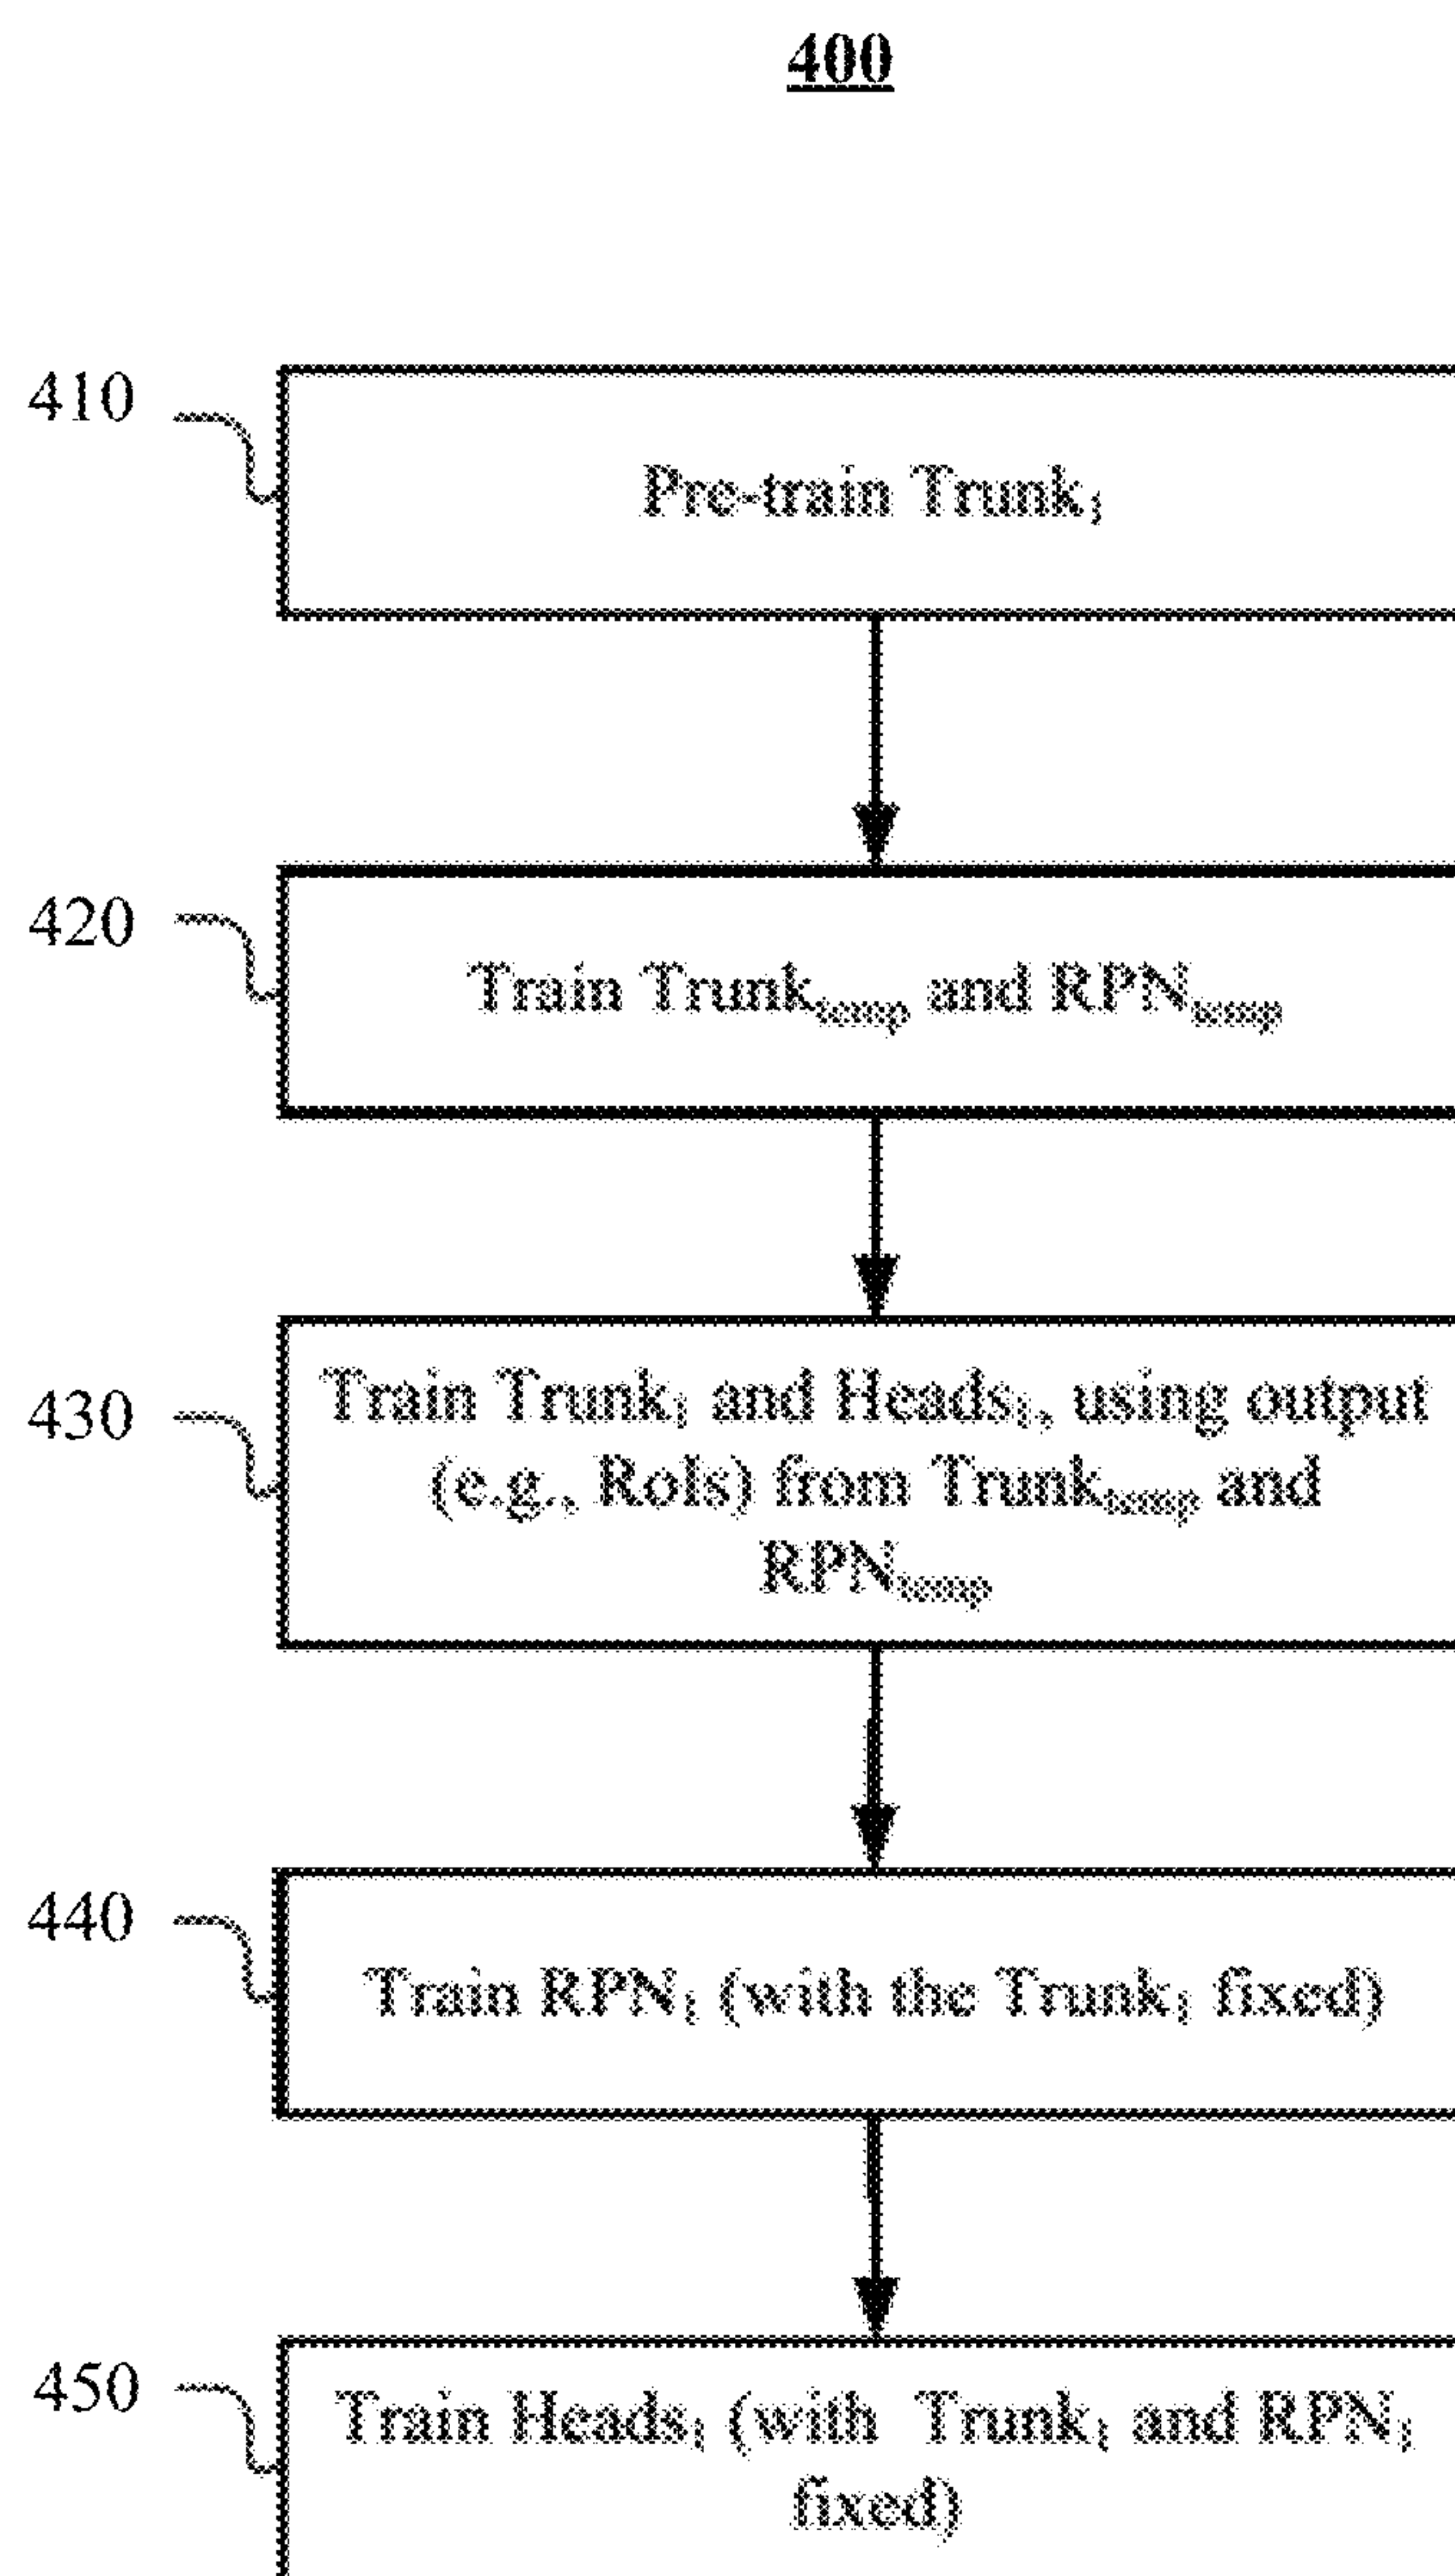 400
410
Pre-train Trunk₁
420
Train Trunktemp and RPNtemp
430
Train Trunk₁ and Heads₁, using output
(e.g., RoIs) from Trunktemp and
RPNtemp
440
Train RPN₁ (with the Trunk₁ fixed)
450
Train Heads₁ (with Trunk₁ and RPN₁
fixed)